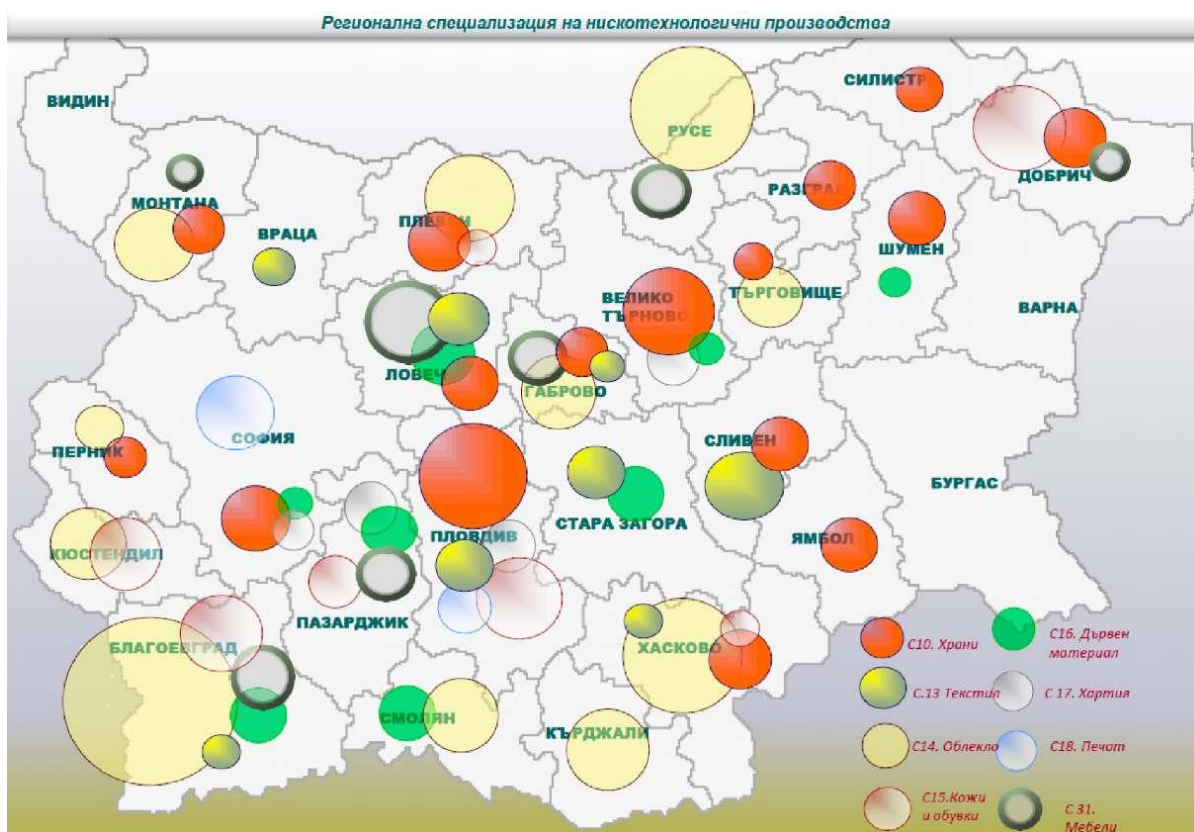 Регионална специализация на нискотехнологични производства
СИЛИСТР
ВИДИН
РУСЕ
ДОБРИЧ
РАЗГРАД
МОНТАНА
ПЛЕВЕН
ВРАЦА
ШУМЕН
ВЕЛИКО
ТЪРНОВО
ТЪРГОВИЩЕ
ВАРНА
ЛОВЕЧ
ГАБРОВО
СОФИЯ
СЛИВЕН
ПЕРНИК
БУРГАС
СТАРА ЗАГОРА
ПЛОВДИВ
ЯМБОЛ
КЮСТЕНДИЛ
ПАЗАРДЖИК
БЛАГОЕВГРАД
ХАСКОВО
СМОЛЯН
КЪРДЖАЛИ
С10. Храни
С16. Дървен
материал
С.13 Текстил
С 17. Хартия
С14. Облекло
С18. Печат
С15.Кожи
и обувки
С 31.
Мебели